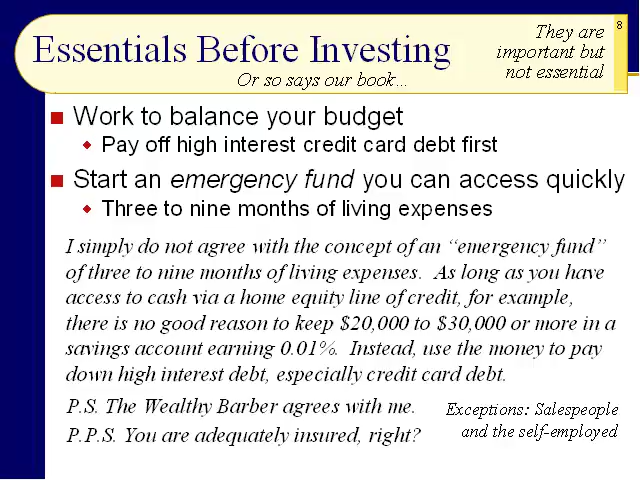 Essentials Before Investing
Or so says our book…
They are
important but
not essential
8
Work to balance your budget
Pay off high interest credit card debt first
Start an emergency fund you can access quickly
Three to nine months of living expenses
I simply do not agree with the concept of an “emergency fund”
of three to nine months of living expenses. As long as you have
access to cash via a home equity line of credit, for example,
there is no good reason to keep $20,000 to $30,000 or more in a
savings account earning 0.01%. Instead, use the money to pay
down high interest debt, especially credit card debt.
P.S. The Wealthy Barber agrees with me.
P.P.S. You are adequately insured, right?
Exceptions: Salespeople
and the self-employed